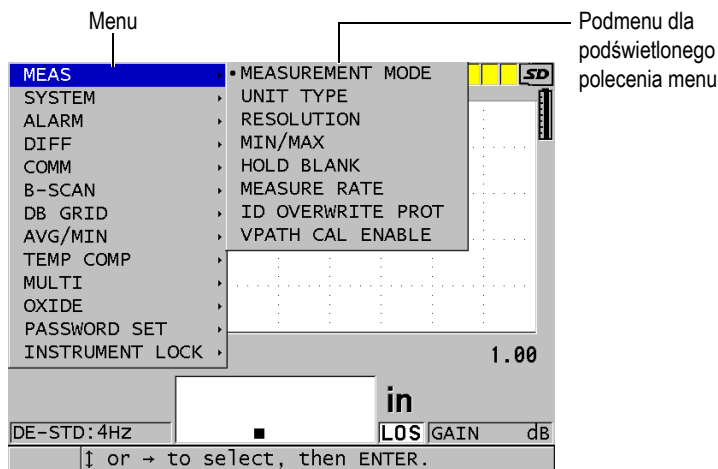 Menu
Podmenu dla
podświetlonego
polecenia menu
MEAS
SYSTEM
ALARM
DIFF
COMM
B-SCAN
DB GRID
AVG/MIN
TEMP COMP
MULTI
OXIDE
PASSWORD SET
INSTRUMENT LOCK
•MEASUREMENT MODE
UNIT TYPE
RESOLUTION
MIN/MAX
HOLD BLANK
MEASURE RATE
ID OVERWRITE PROT
VPATH CAL ENABLE
SD
1.00
in
DE-STD:4Hz
LOS GAIN dB
↕ or → to select, then ENTER.